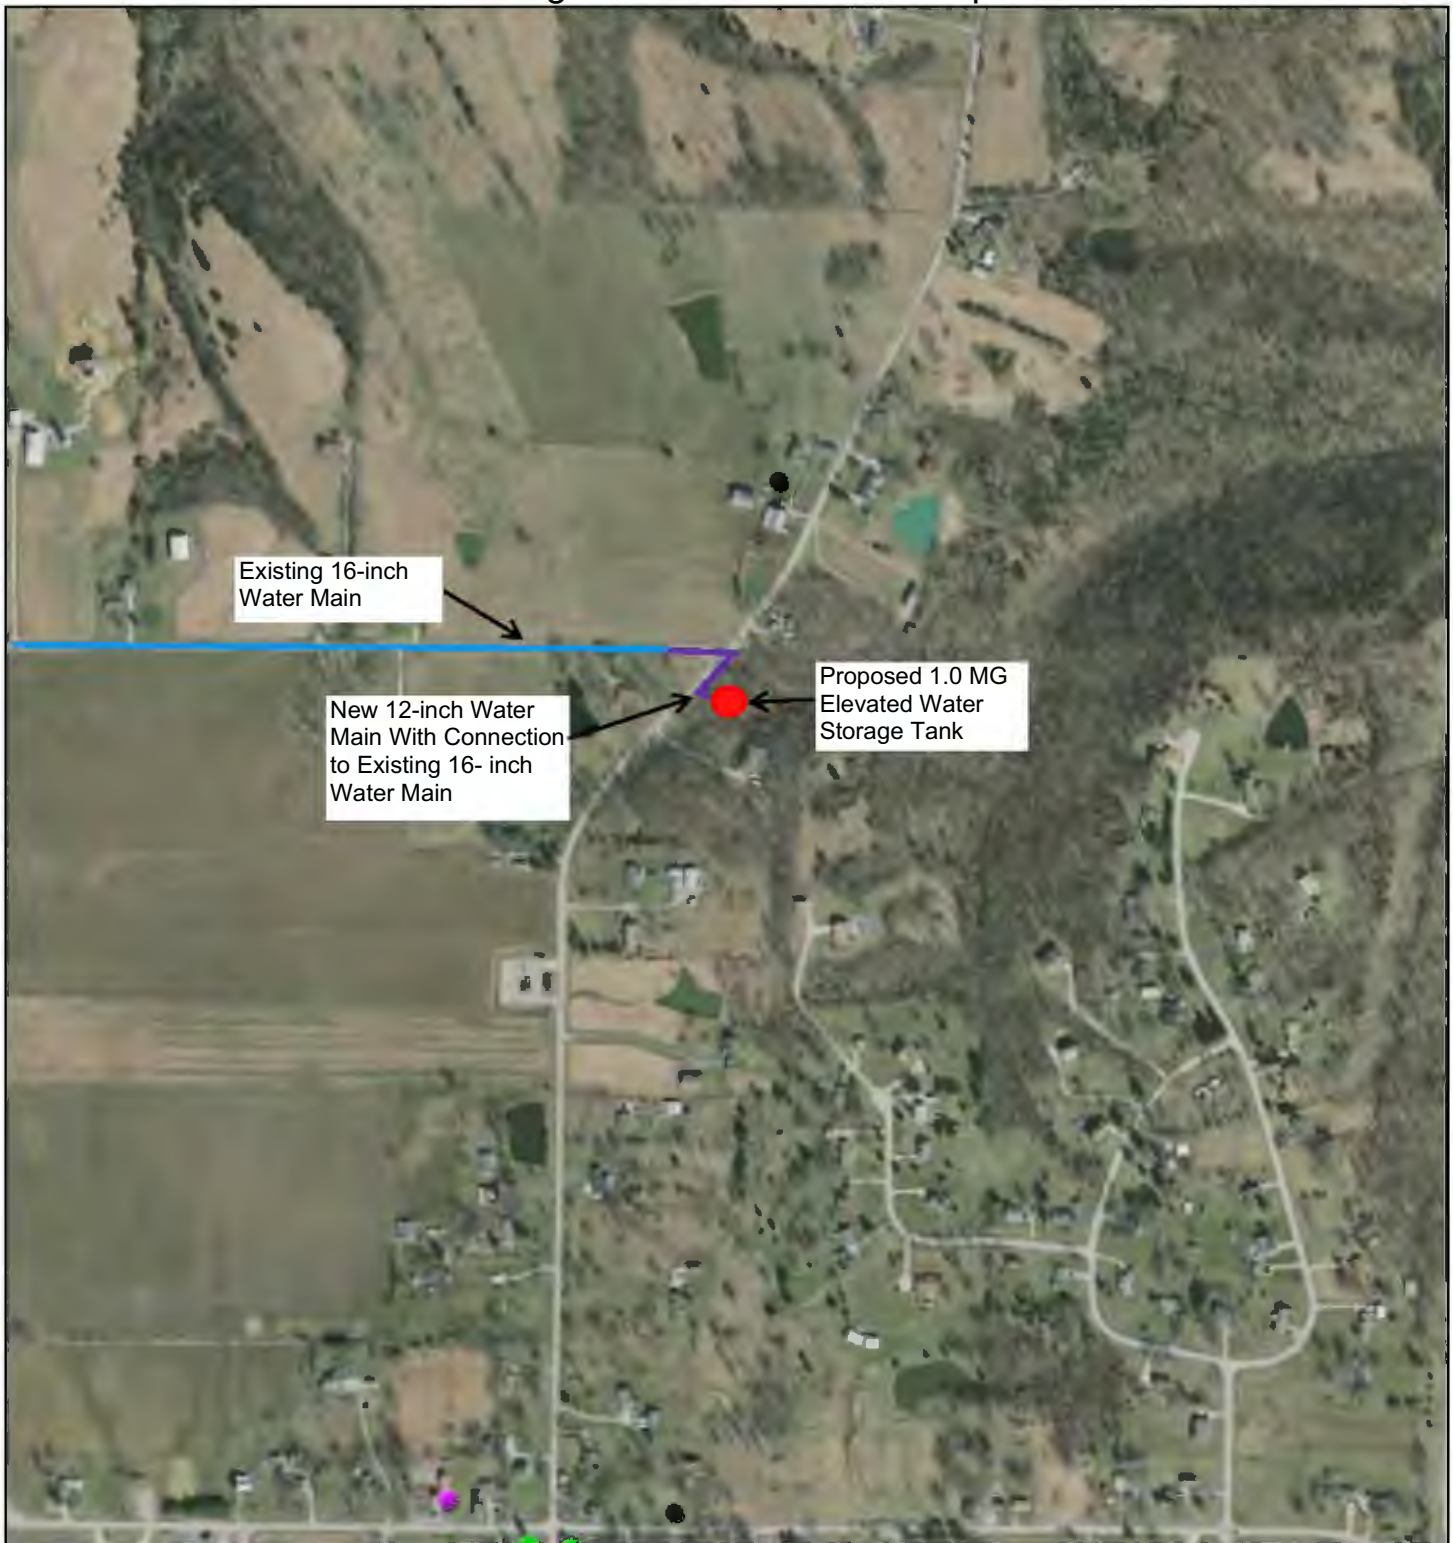 Existing 16-inch
Water Main
Proposed 1.0 MG
Elevated Water
Storage Tank
New 12-inch Water
Main With Connection
to Existing 16- inch
Water Main